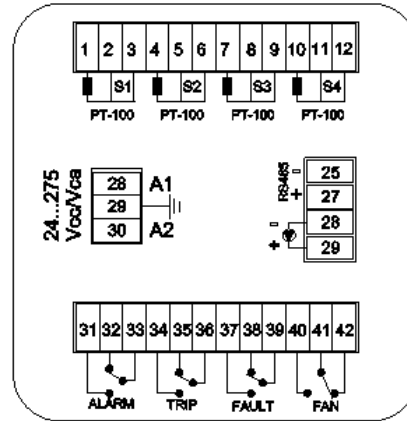 1 2 3 4 5 6 7 8 9 10 11 12
S1 S2 S3 S4
PT-100 PT-100 PT-100 PT-100
24...275
Vcc/Vca
28 A1
29
30 A2
RS485
- 25
+ 27
- 28
+ 29
31 32 33 34 35 36 37 38 39 40 41 42
ALARM TRIP FAULT FAN